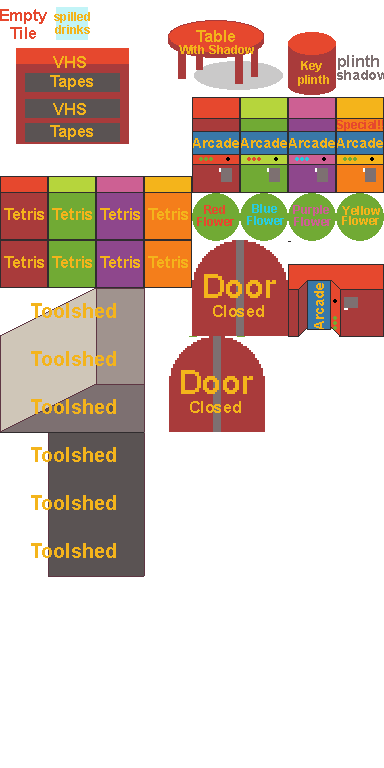 Empty
Tile
spilled
drinks
Table
With Shadow
Key
plinth
plinth
shadow
VHS
Tapes
VHS
Tapes
Special!
Arcade Arcade Arcade Arcade
Tetris Tetris Tetris Tetris
Red
Flower
Blue
Flower
Purple
Flower
Yellow
Flower
Tetris Tetris Tetris Tetris
Door
Closed
Arcade
Toolshed
Toolshed
Door
Closed
Toolshed
Toolshed
Toolshed
Toolshed